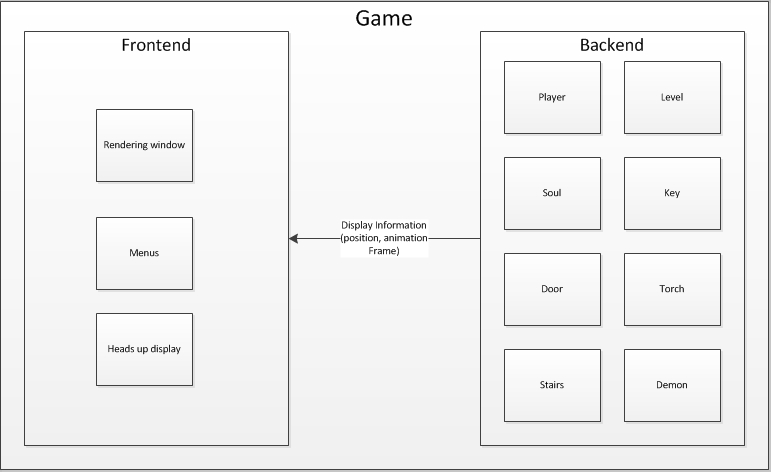 Game
Frontend
Rendering window
Menus
Heads up display
Display Information
(position, animation
Frame)
Backend
Player
Level
Soul
Key
Door
Torch
Stairs
Demon